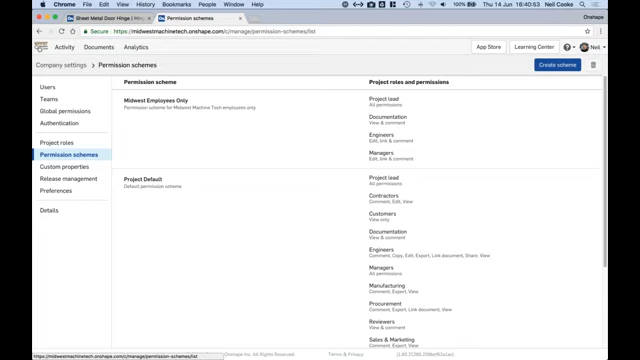 Chrome File Edit View History Bookmarks People Window Help
100% Thu 14 Jun 16:40:53 Neil Cooke
Sheet Metal Door Hinge | Mi
Permission schemes
Onshape
https://midwestmachinetech.onshape.com/c/manage/permission-schemes/list
Activity Documents Analytics
App Store Learning Center Neil
Company settings > Permission schemes
Create scheme
Users
Teams
Global permissions
Authentication
Project roles
Permission schemes
Custom properties
Release management
Preferences
Details
Permission scheme Project roles and permissions
Midwest Employees Only
Permission scheme for Midwest Machine Tech employees only
Project lead
All permissions
Documentation
View & comment
Engineers
Edit, link & comment
Managers
Edit, link & comment
Project Default
Default permission scheme
Project lead
All permissions
Contractors
Comment, Edit, View
Customers
View only
Documentation
View & comment
Engineers
Comment, Copy, Edit, Export, Link document, Share, View
Managers
All permissions
Manufacturing
Comment, Export, View
Procurement
Comment, Export, Link document, View
Reviewers
View & comment
Sales & Marketing
Comment, Export, View
https://midwestmachinetech.onshape.com/c/manage/permission-schemes/list
Onshape Inc. All Rights Reserved. Terms & Privacy